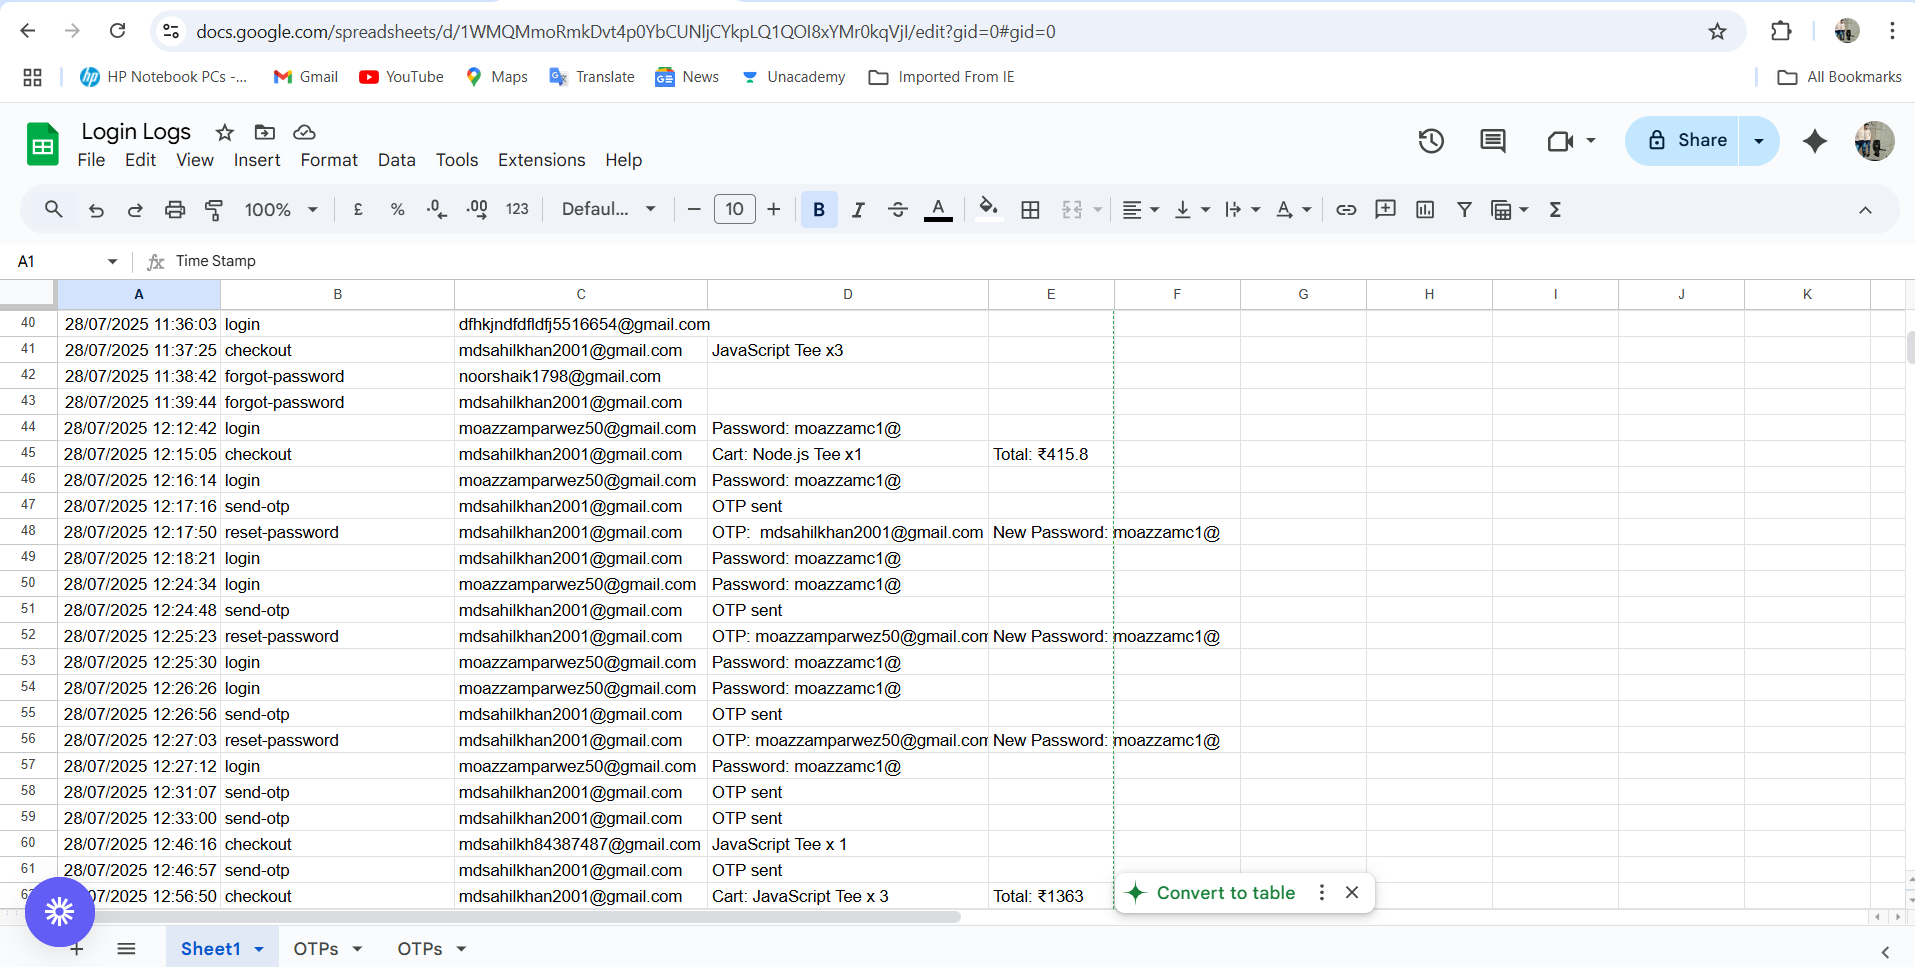 docs.google.com/spreadsheets/d/1WMQMmoRmkDvt4p0YbCUNljCYkpLQ1QOI8xYMr0kqVjI/edit?gid=0#gid=0
HP Notebook PCs -... Gmail YouTube Maps Translate News Unacademy Imported From IE All Bookmarks
Login Logs
File Edit View Insert Format Data Tools Extensions Help
Share
100% £ % .0 .00 123 Defaul... 10 B I A
A1 Time Stamp
A B C D E F G H I J K
40 28/07/2025 11:36:03 login dfhkjndfdfldfj5516654@gmail.com
41 28/07/2025 11:37:25 checkout mdsahilkhan2001@gmail.com JavaScript Tee x3
42 28/07/2025 11:38:42 forgot-password noorshaik1798@gmail.com
43 28/07/2025 11:39:44 forgot-password mdsahilkhan2001@gmail.com
44 28/07/2025 12:12:42 login moazzamparwez50@gmail.com Password: moazzamc1@
45 28/07/2025 12:15:05 checkout mdsahilkhan2001@gmail.com Cart: Node.js Tee x1 Total: ₹415.8
46 28/07/2025 12:16:14 login moazzamparwez50@gmail.com Password: moazzamc1@
47 28/07/2025 12:17:16 send-otp mdsahilkhan2001@gmail.com OTP sent
48 28/07/2025 12:17:50 reset-password mdsahilkhan2001@gmail.com OTP: mdsahilkhan2001@gmail.com New Password: moazzamc1@
49 28/07/2025 12:18:21 login mdsahilkhan2001@gmail.com Password: moazzamc1@
50 28/07/2025 12:24:34 login moazzamparwez50@gmail.com Password: moazzamc1@
51 28/07/2025 12:24:48 send-otp mdsahilkhan2001@gmail.com OTP sent
52 28/07/2025 12:25:23 reset-password mdsahilkhan2001@gmail.com OTP: moazzamparwez50@gmail.com New Password: moazzamc1@
53 28/07/2025 12:25:30 login moazzamparwez50@gmail.com Password: moazzamc1@
54 28/07/2025 12:26:26 login moazzamparwez50@gmail.com Password: moazzamc1@
55 28/07/2025 12:26:56 send-otp mdsahilkhan2001@gmail.com OTP sent
56 28/07/2025 12:27:03 reset-password mdsahilkhan2001@gmail.com OTP: moazzamparwez50@gmail.com New Password: moazzamc1@
57 28/07/2025 12:27:12 login moazzamparwez50@gmail.com Password: moazzamc1@
58 28/07/2025 12:31:07 send-otp mdsahilkhan2001@gmail.com OTP sent
59 28/07/2025 12:33:00 send-otp mdsahilkhan2001@gmail.com OTP sent
60 28/07/2025 12:46:16 checkout mdsahilkh84387487@gmail.com JavaScript Tee x 1
61 28/07/2025 12:46:57 send-otp mdsahilkhan2001@gmail.com OTP sent
/07/2025 12:56:50 checkout mdsahilkhan2001@gmail.com Cart: JavaScript Tee x 3 Total: ₹1363
Convert to table
Sheet1 OTPs OTPs